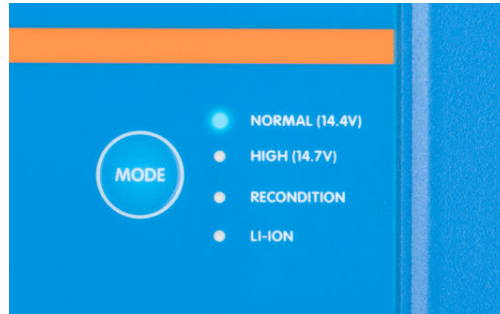 NORMAL (14.4V)
HIGH (14.7V)
MODE
RECONDITION
LI-ION